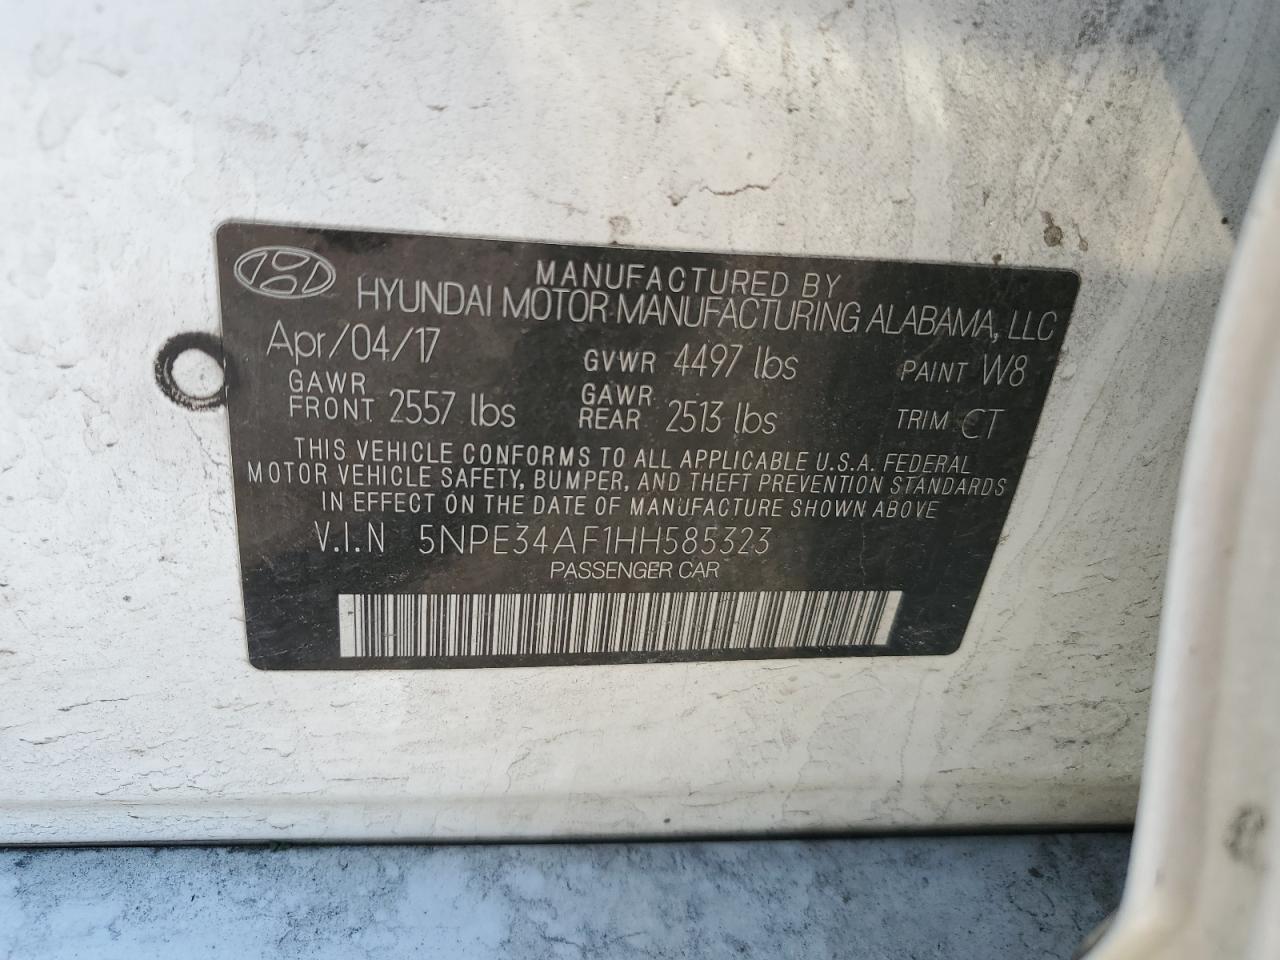 MANUFACTURED BY
HYUNDAI MOTOR MANUFACTURING ALABAMA, LLC
Apr/04/17 GVWR 4497 lbs PAINT W8
GAWR FRONT 2557 lbs GAWR REAR 2513 lbs TRIM CT
THIS VEHICLE CONFORMS TO ALL APPLICABLE U.S.A. FEDERAL
MOTOR VEHICLE SAFETY, BUMPER, AND THEFT PREVENTION STANDARDS
IN EFFECT ON THE DATE OF MANUFACTURE SHOWN ABOVE
V.I.N 5NPE34AF1HH585323
PASSENGER CAR